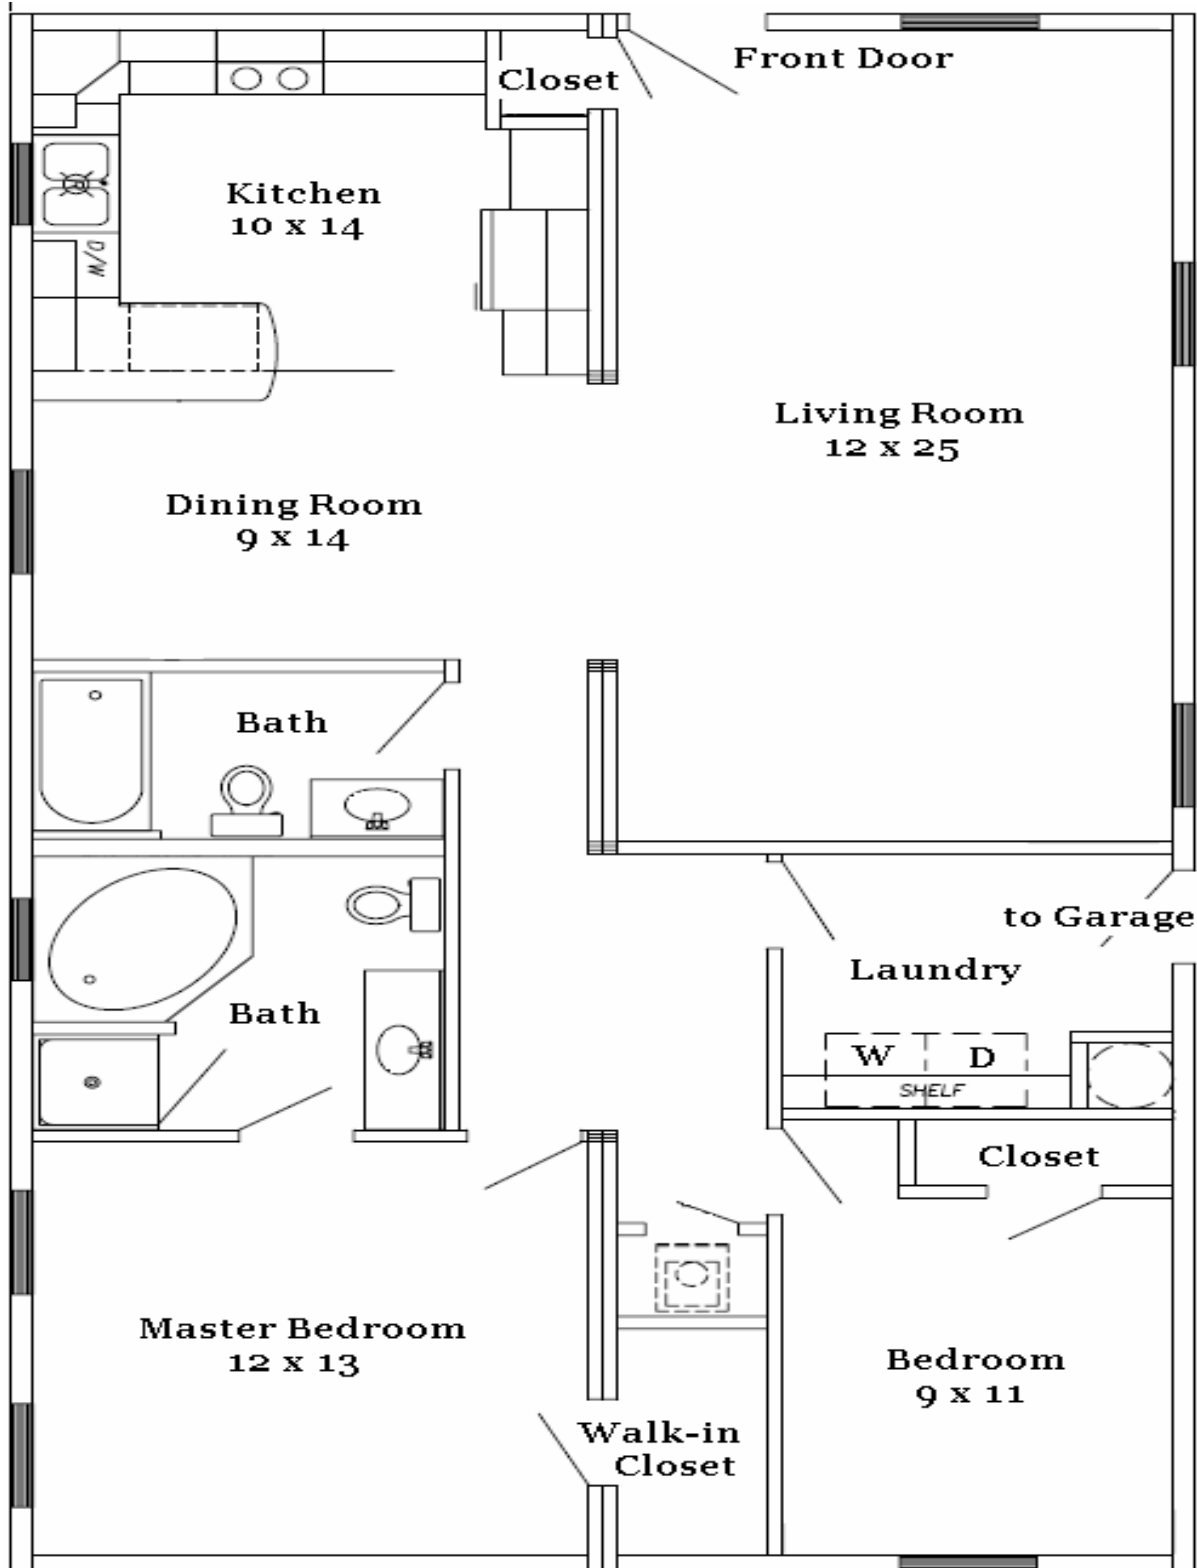 Front Door
Closet
Kitchen
10 x 14
D/W
Living Room
12 x 25
Dining Room
9 x 14
Bath
to Garage
Laundry
Bath
W
D
SHELF
Closet
Master Bedroom
12 x 13
Bedroom
9 x 11
Walk-in
Closet